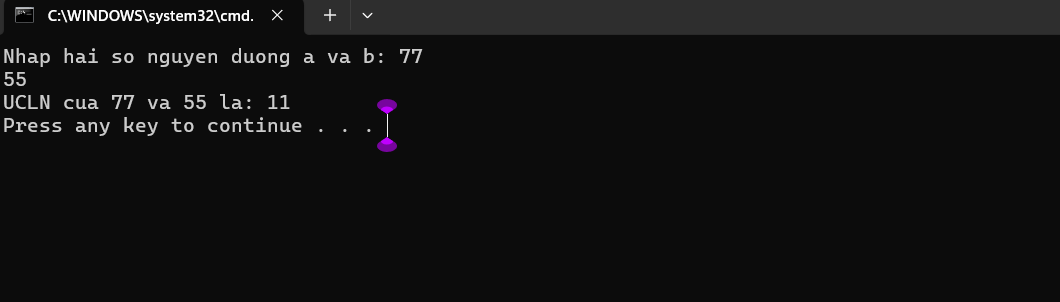 C:\WINDOWS\system32\cmd.
Nhap hai so nguyen duong a va b: 77
55
UCLN cua 77 va 55 la: 11
Press any key to continue . . .